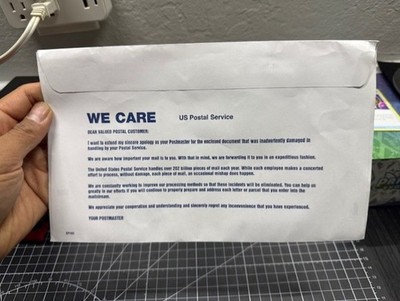 WE CARE US Postal Service
DEAR VALUED POSTAL CUSTOMER:
I want to extend my sincere apology as your Postmaster for the enclosed document that was inadvertently damaged in
handling by your Postal Service.
We are aware how important your mail is to you. With that in mind, we are forwarding it to you in an expeditious fashion.
The United States Postal Service handles over 202 billion pieces of mail each year. While each employee makes a concerted
effort to process, without damage, each piece of mail, an occasional mishap does happen.
We are constantly working to improve our processing methods so that these incidents will be eliminated. You can help us
greatly in our efforts if you will continue to properly prepare and address each letter or parcel that you enter into the
mailstream.
We appreciate your cooperation and understanding and sincerely regret any inconvenience that you have experienced.
YOUR POSTMASTER